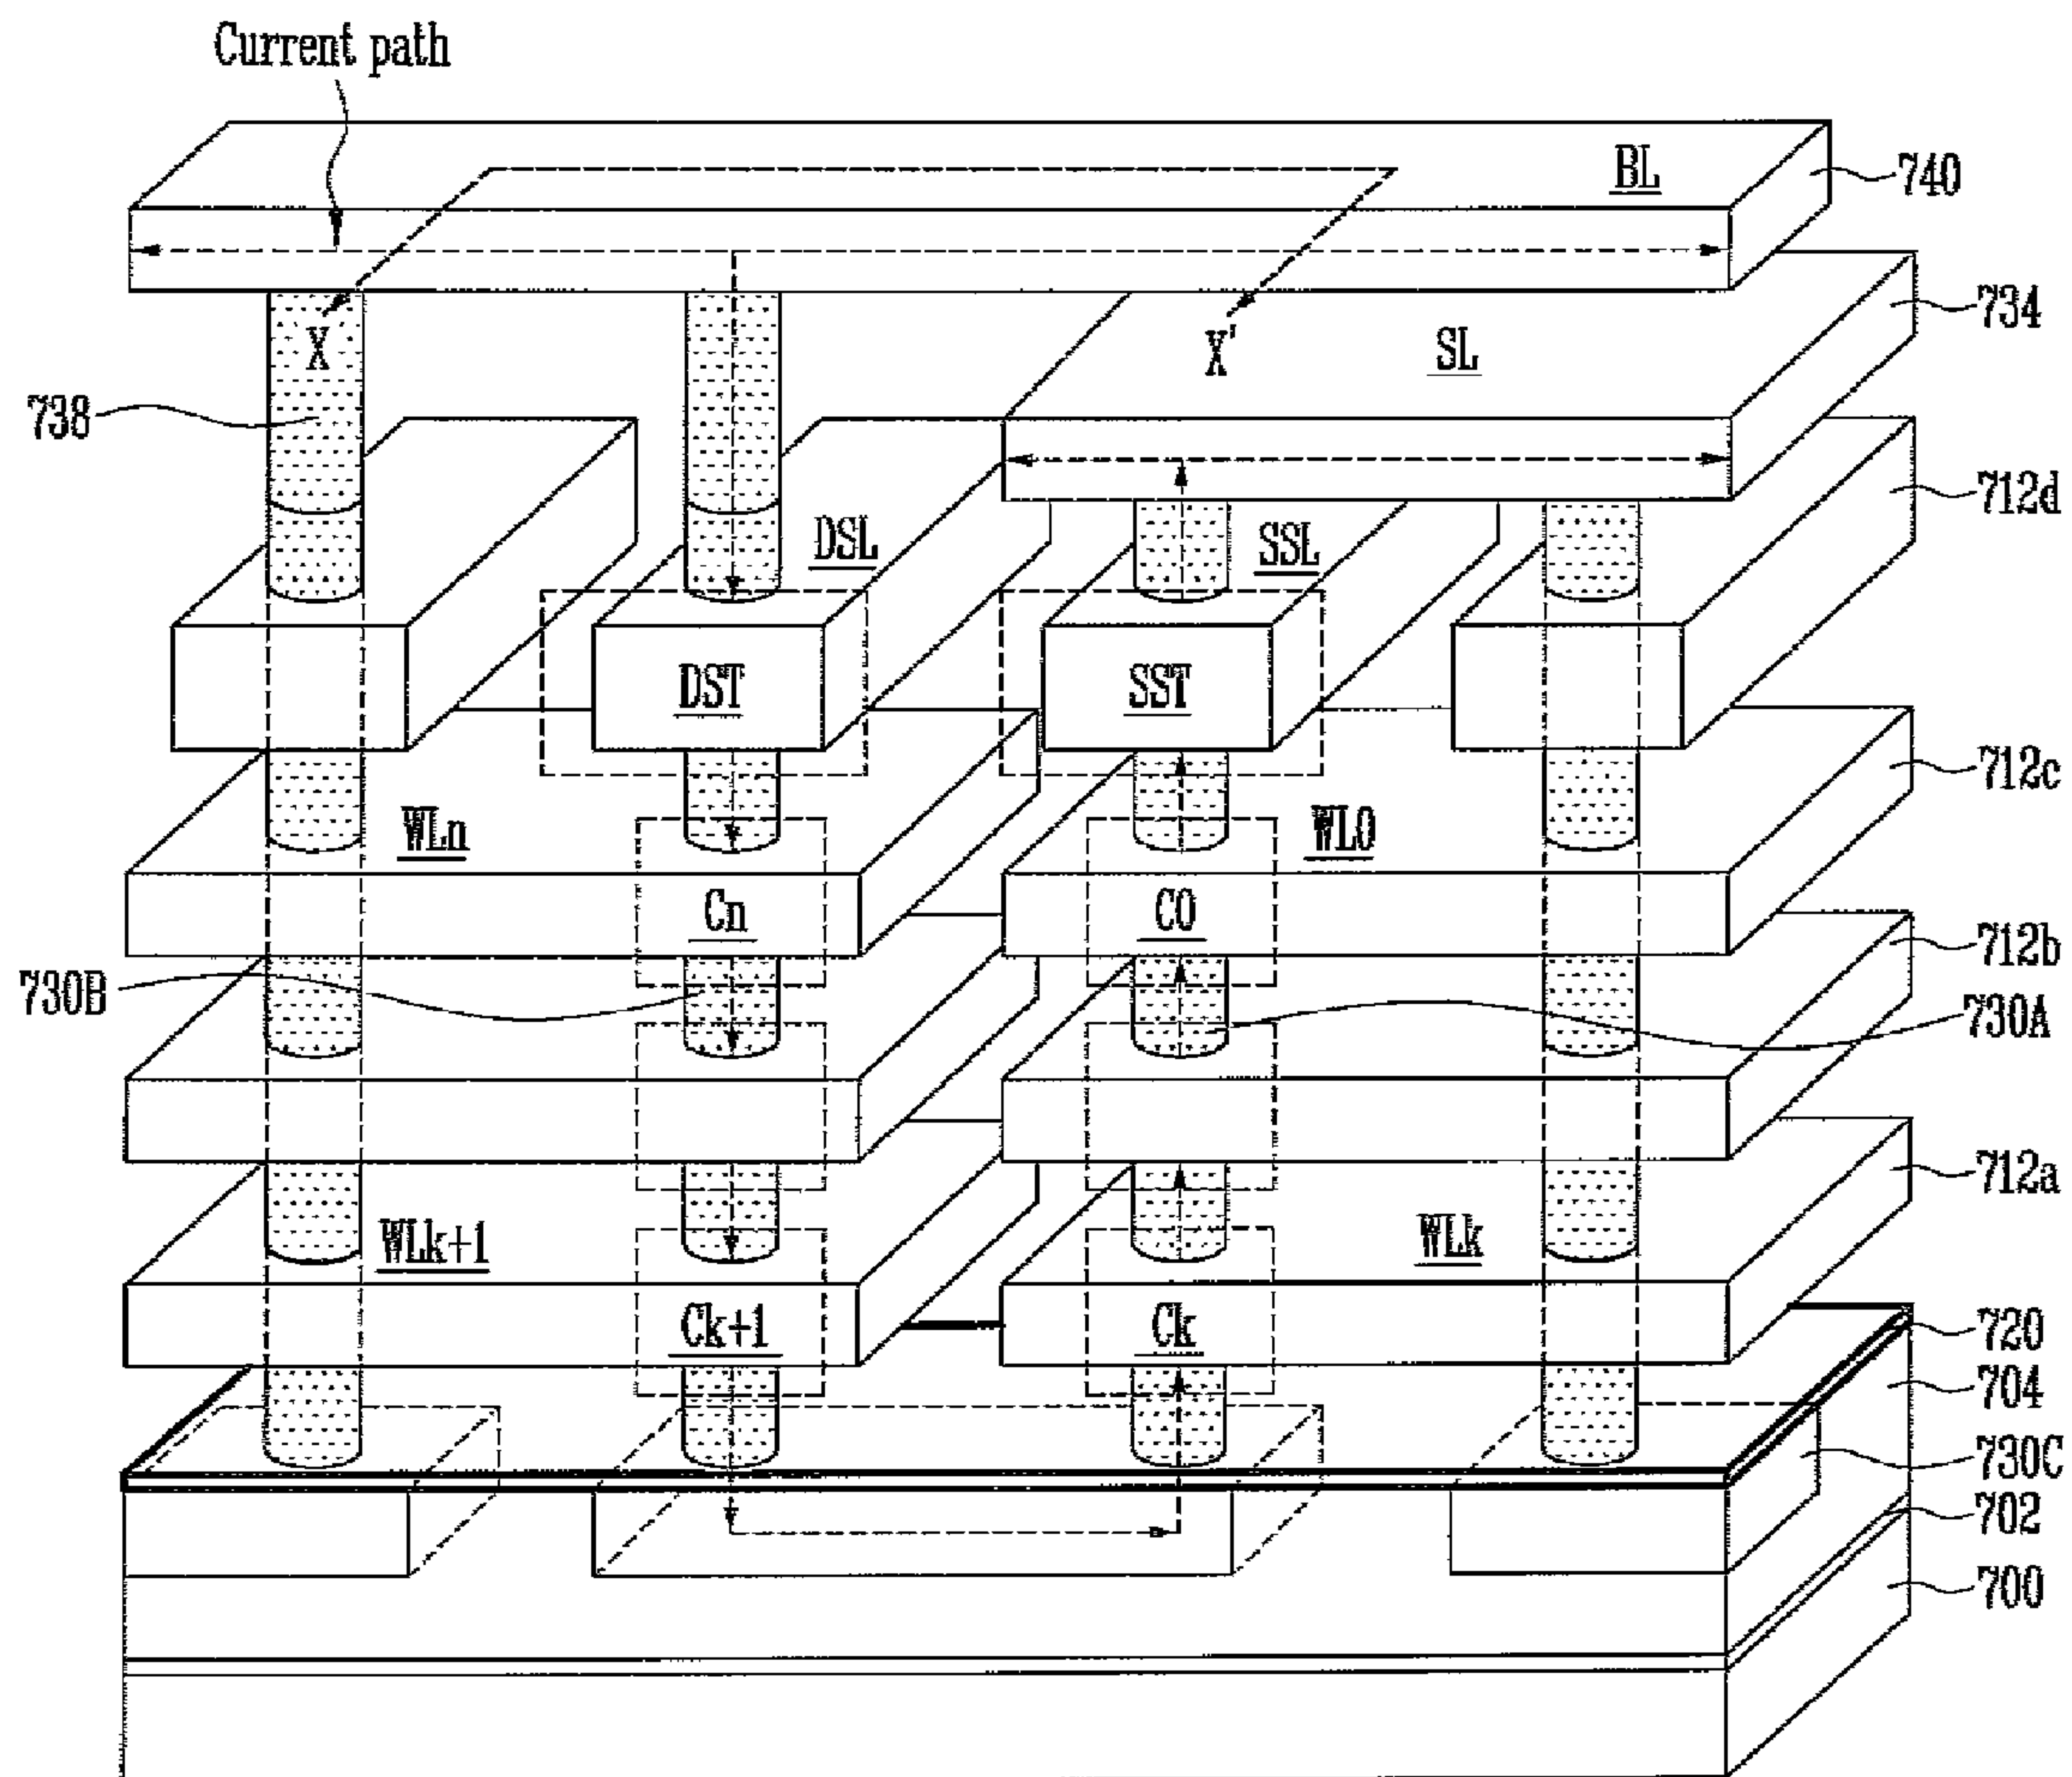 Current path
BL
740
734
X
X'
SL
738
712d
DSL
SSL
DST
SST
712c
WLn
WL0
Cn
C0
712b
730B
730A
712a
WLk+1
WLk
Ck+1
Ck
720
704
730C
702
700